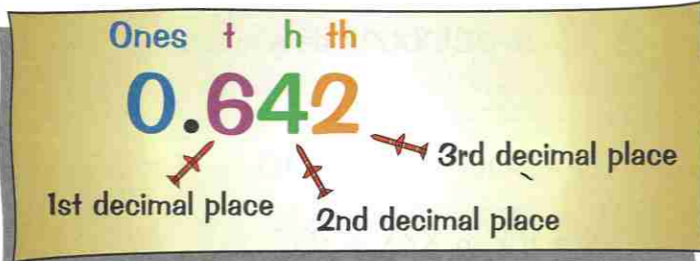 Ones t h th
0.642
3rd decimal place
1st decimal place
2nd decimal place